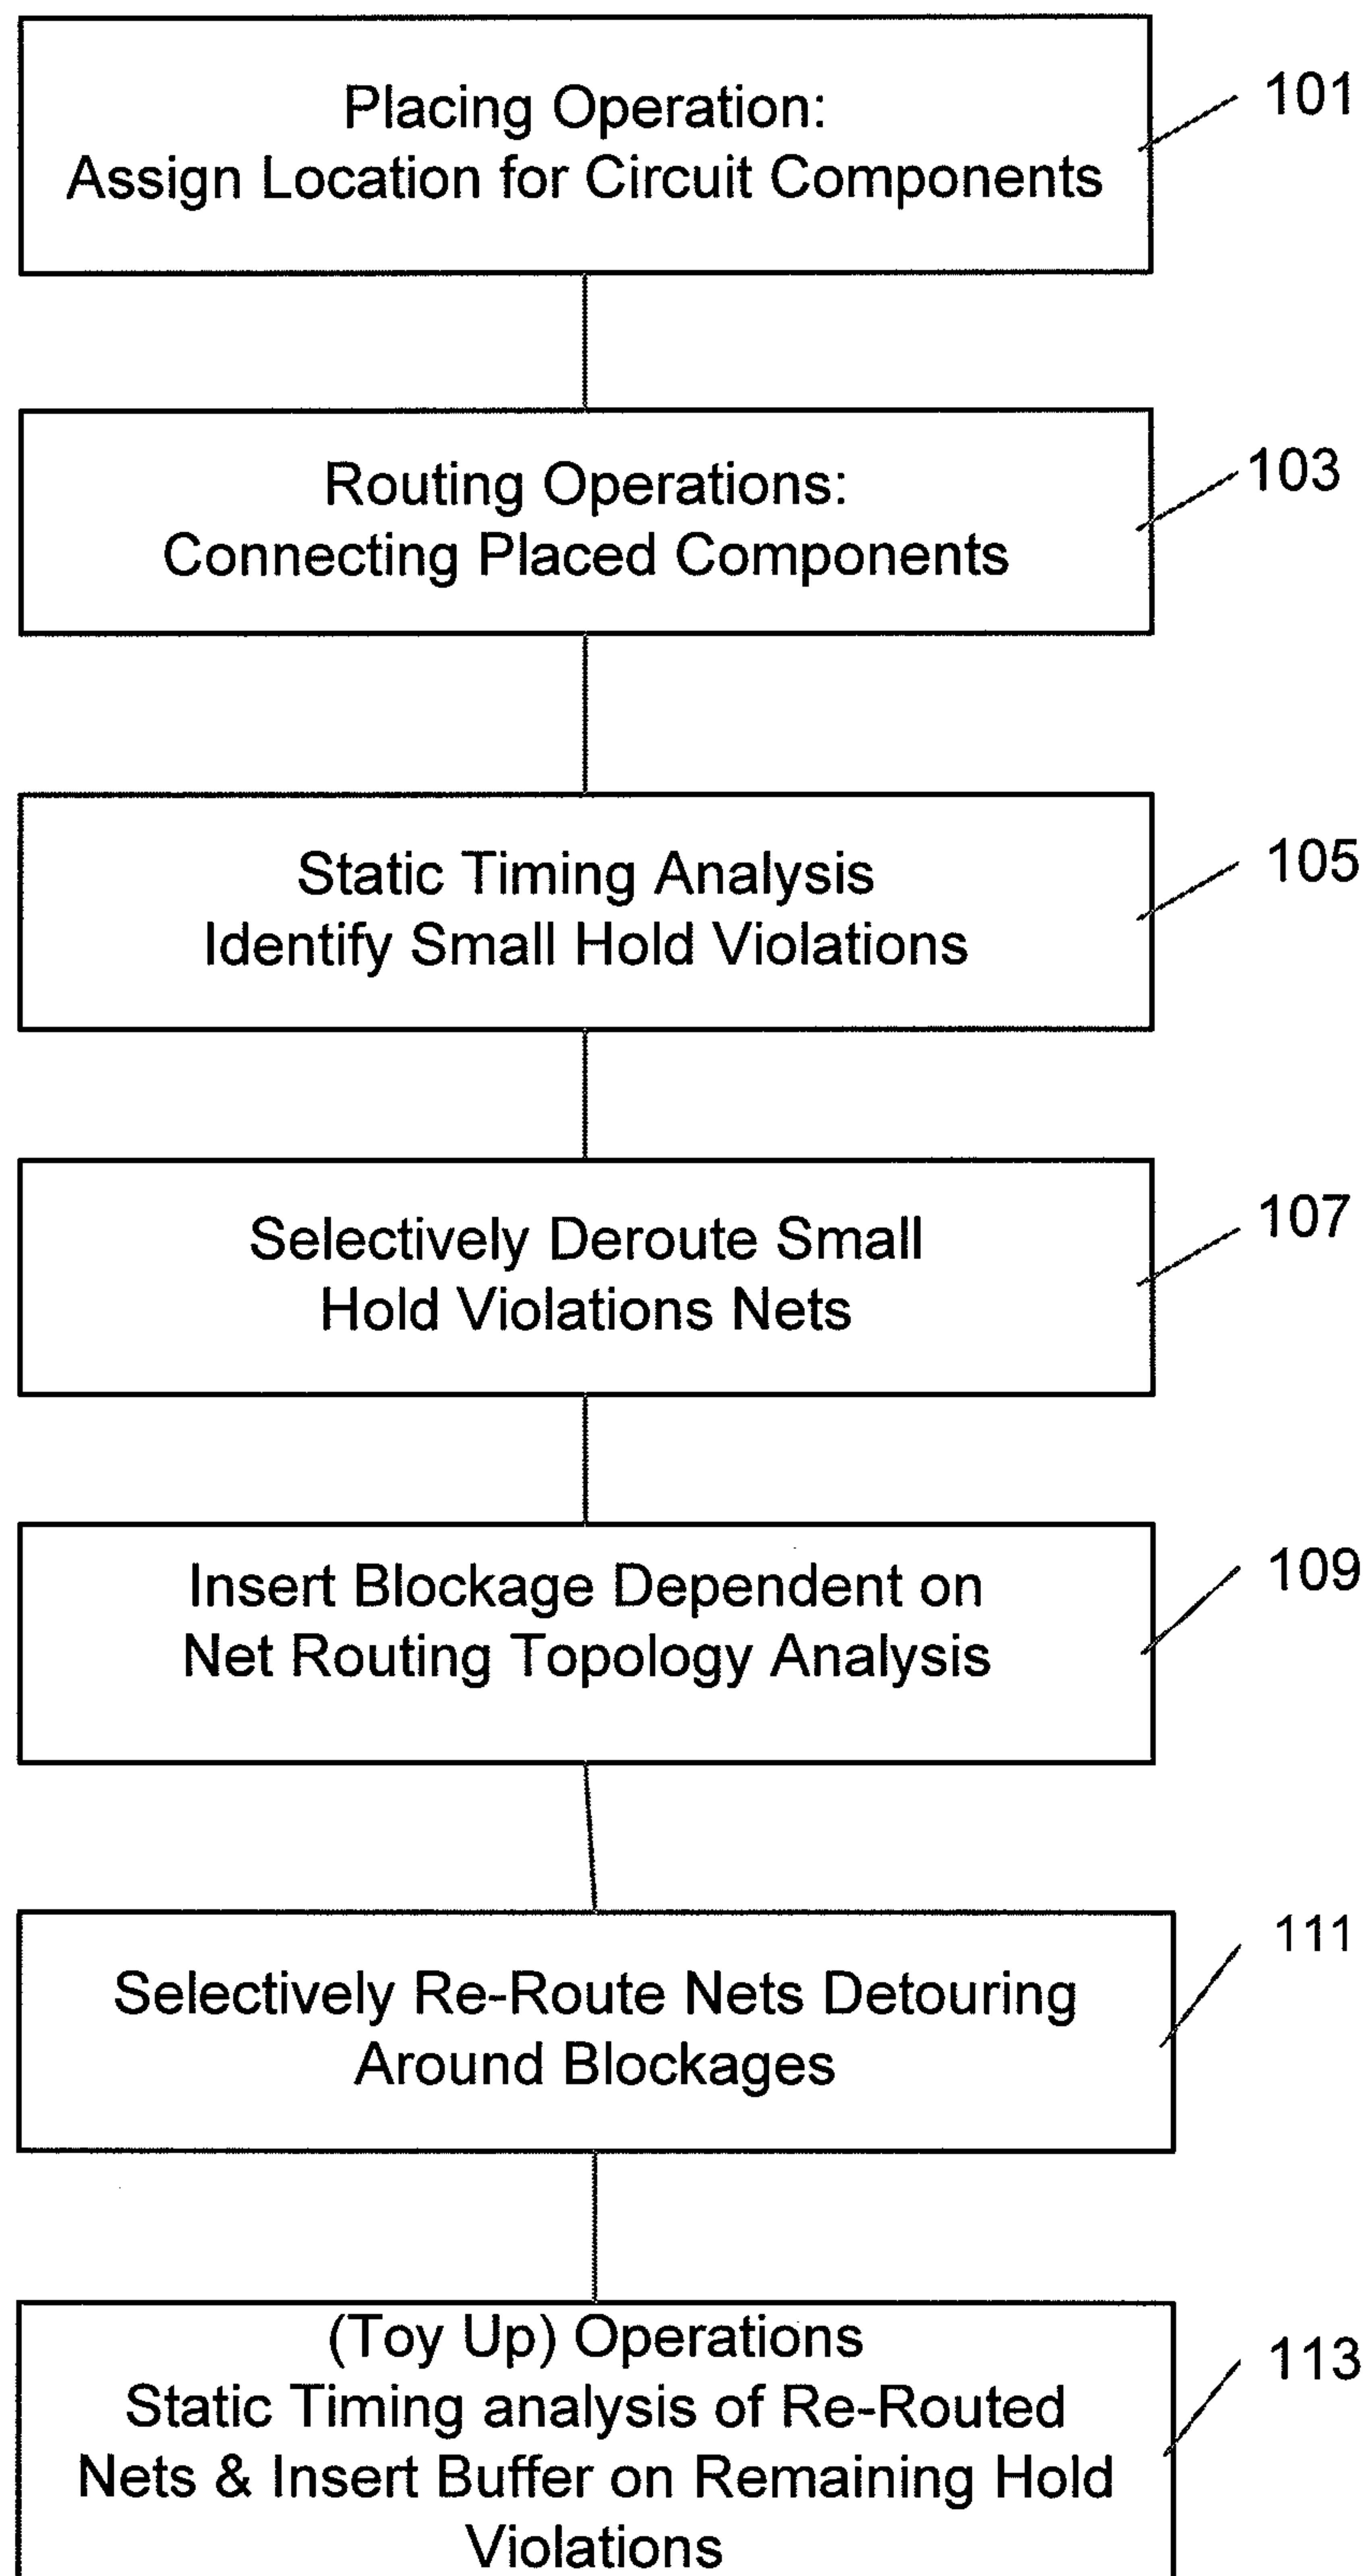 Placing Operation:
Assign Location for Circuit Components
101
Routing Operations:
Connecting Placed Components
103
Static Timing Analysis
Identify Small Hold Violations
105
Selectively Deroute Small
Hold Violations Nets
107
Insert Blockage Dependent on
Net Routing Topology Analysis
109
Selectively Re-Route Nets Detouring
Around Blockages
111
(Toy Up) Operations
Static Timing analysis of Re-Routed
Nets & Insert Buffer on Remaining Hold
Violations
113